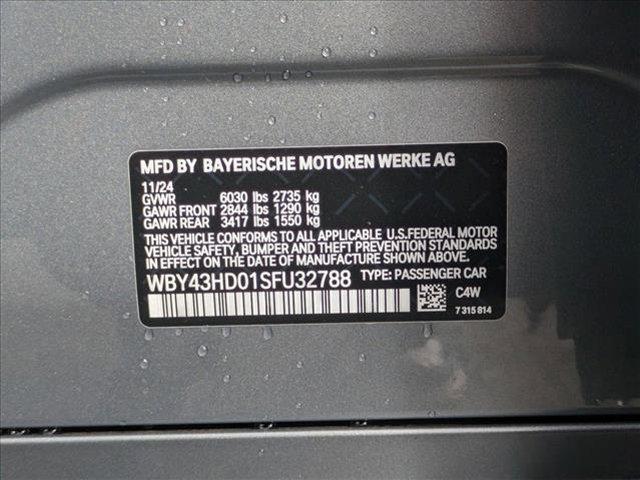 MFD BY BAYERISCHE MOTOREN WERKE AG
11/24
GVWR 6030 lbs 2735 kg
GAWR FRONT 2844 lbs 1290 kg
GAWR REAR 3417 lbs 1550 kg
THIS VEHICLE CONFORMS TO ALL APPLICABLE U.S.FEDERAL MOTOR
VEHICLE SAFETY, BUMPER AND THEFT PREVENTION STANDARDS
IN EFFECT ON THE DATE OF MANUFACTURE SHOWN ABOVE.
WBY43HD01SFU32788 TYPE: PASSENGER CAR
C4W
7 315 814